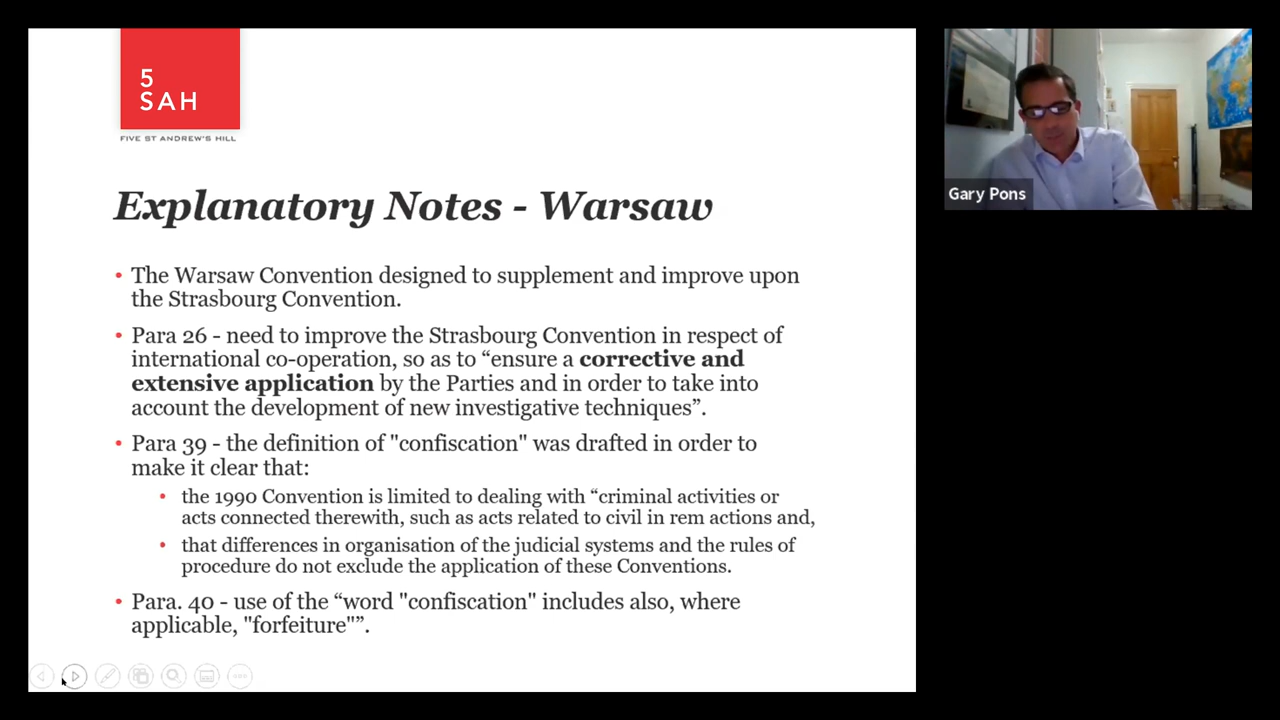 5
SAH
FIVE ST ANDREW'S HILL
Explanatory Notes - Warsaw
• The Warsaw Convention designed to supplement and improve upon
the Strasbourg Convention.
• Para 26 - need to improve the Strasbourg Convention in respect of
international co-operation, so as to “ensure a corrective and
extensive application by the Parties and in order to take into
account the development of new investigative techniques”.
• Para 39 - the definition of "confiscation" was drafted in order to
make it clear that:
• the 1990 Convention is limited to dealing with “criminal activities or
acts connected therewith, such as acts related to civil in rem actions and,
• that differences in organisation of the judicial systems and the rules of
procedure do not exclude the application of these Conventions.
• Para. 40 - use of the “word "confiscation" includes also, where
applicable, "forfeiture"”.
Gary Pons